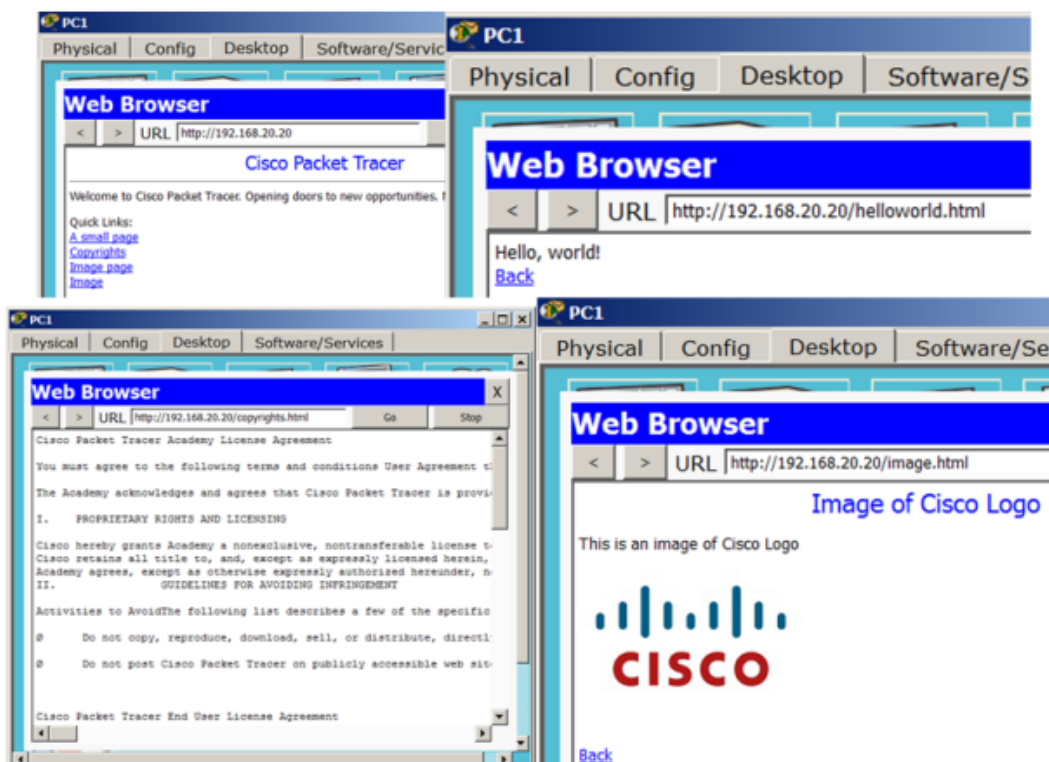 PC1
Physical Config Desktop Software/Servic
Web Browser
< > URL http://192.168.20.20
Cisco Packet Tracer
Welcome to Cisco Packet Tracer. Opening doors to new opportunities.
Quick Links:
A small page
Copyrights
Image page
Image
PC1
Physical Config Desktop Software/S
Web Browser
< > URL http://192.168.20.20/helloworld.html
Hello, world!
Back
PC1
Physical Config Desktop Software/Services
Web Browser X
< > URL http://192.168.20.20/copyrights.html Go Stop
Cisco Packet Tracer Academy License Agreement
You must agree to the following terms and conditions User Agreement
The Academy acknowledges and agrees that Cisco Packet Tracer is provi
I. PROPRIETARY RIGHTS AND LICENSING
Cisco hereby grants Academy a nonexclusive, nontransferable license t
Cisco retains all title to, and, except as expressly licensed herein,
Academy agrees, except as otherwise expressly authorized hereunder, n
II. GUIDELINES FOR AVOIDING INFRINGEMENT
Activities to AvoidThe following list describes a few of the specific
Ø Do not copy, reproduce, download, sell, or distribute, directl
Ø Do not post Cisco Packet Tracer on publicly accessible web sit
Cisco Packet Tracer End User License Agreement
PC1
Physical Config Desktop Software/Se
Web Browser
< > URL http://192.168.20.20/image.html
Image of Cisco Logo
This is an image of Cisco Logo
CISCO
Back